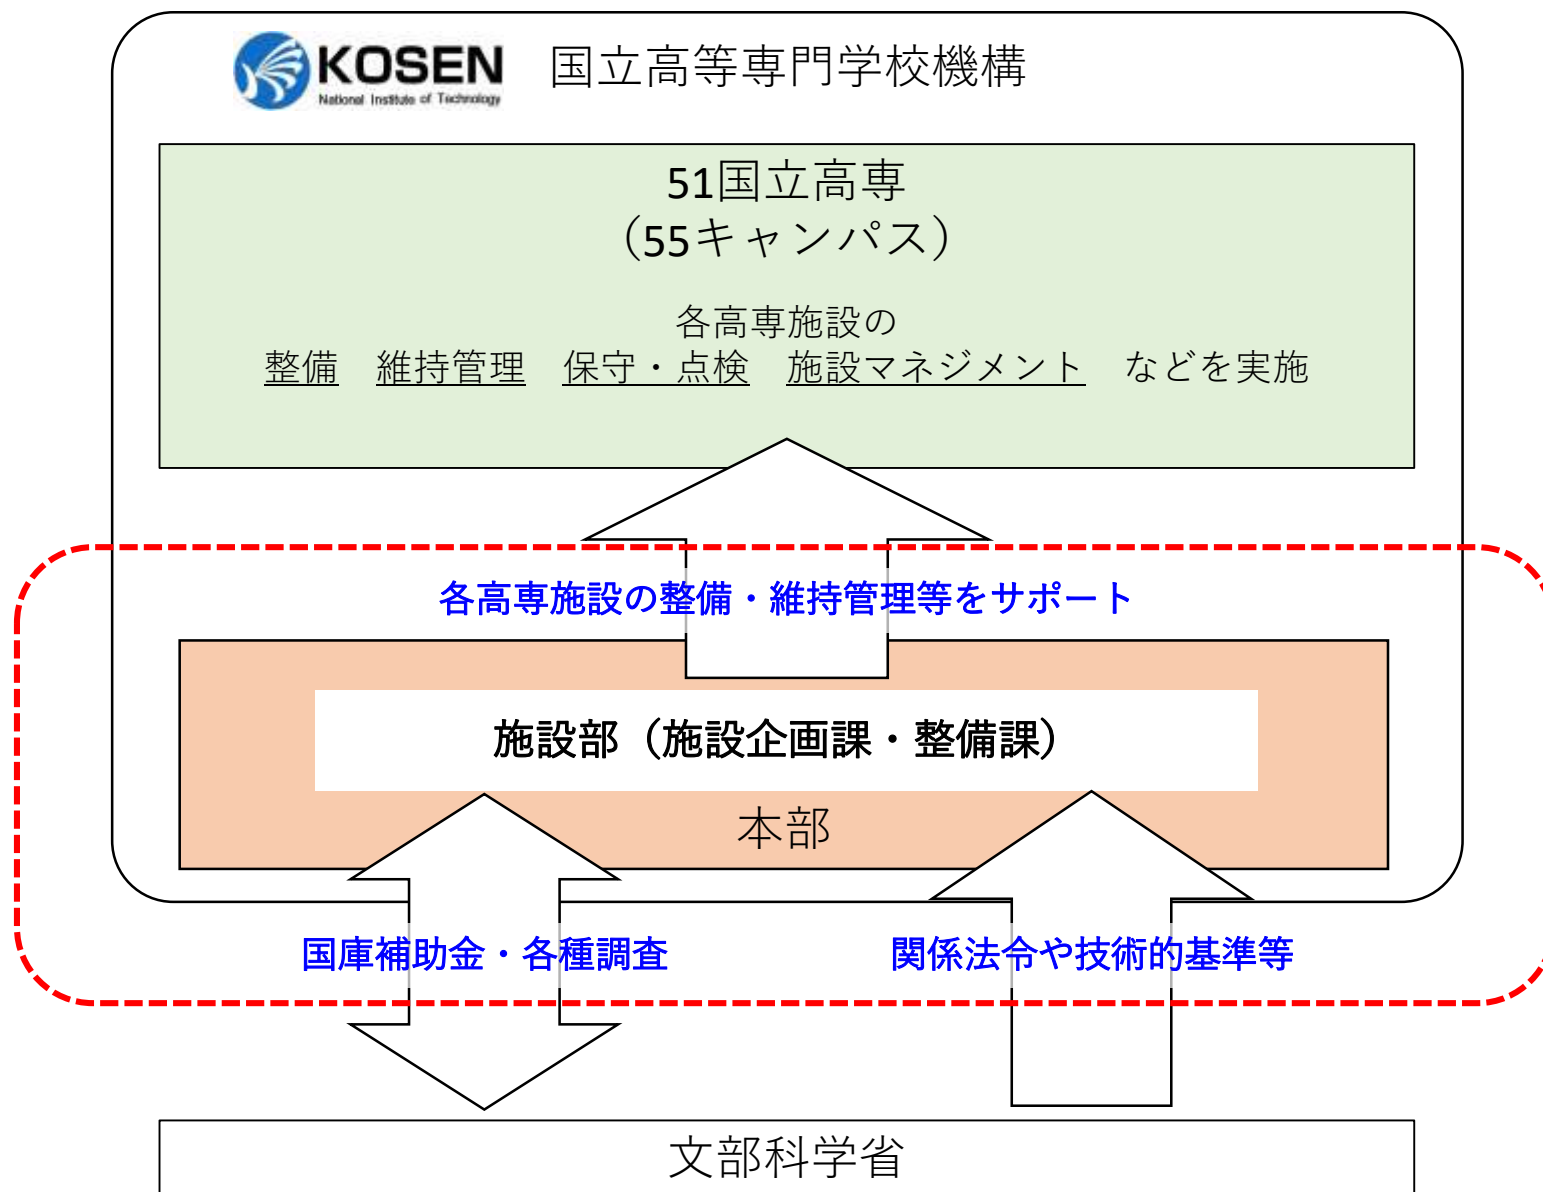 KOSEN
National Institute of Technology
国立高等専門学校機構
51国立高専
（55キャンパス）
各高専施設の
整備　維持管理　保守・点検　施設マネジメント　などを実施
各高専施設の整備・維持管理等をサポート
施設部（施設企画課・整備課）
本部
国庫補助金・各種調査
関係法令や技術的基準等
文部科学省